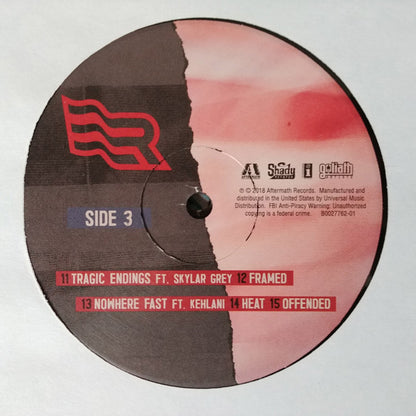 Shady
RECORDS
goliath
ARTISTS
℗ © 2018 Aftermath Records. Manufactured and
distributed in the United States by Universal Music
Distribution. FBI Anti-Piracy Warning: Unauthorized
copying is a federal crime. B0027762-01
SIDE 3
11 TRAGIC ENDINGS FT. SKYLAR GREY 12 FRAMED
13 NOWHERE FAST FT. KEHLANI 14 HEAT 15 OFFENDED